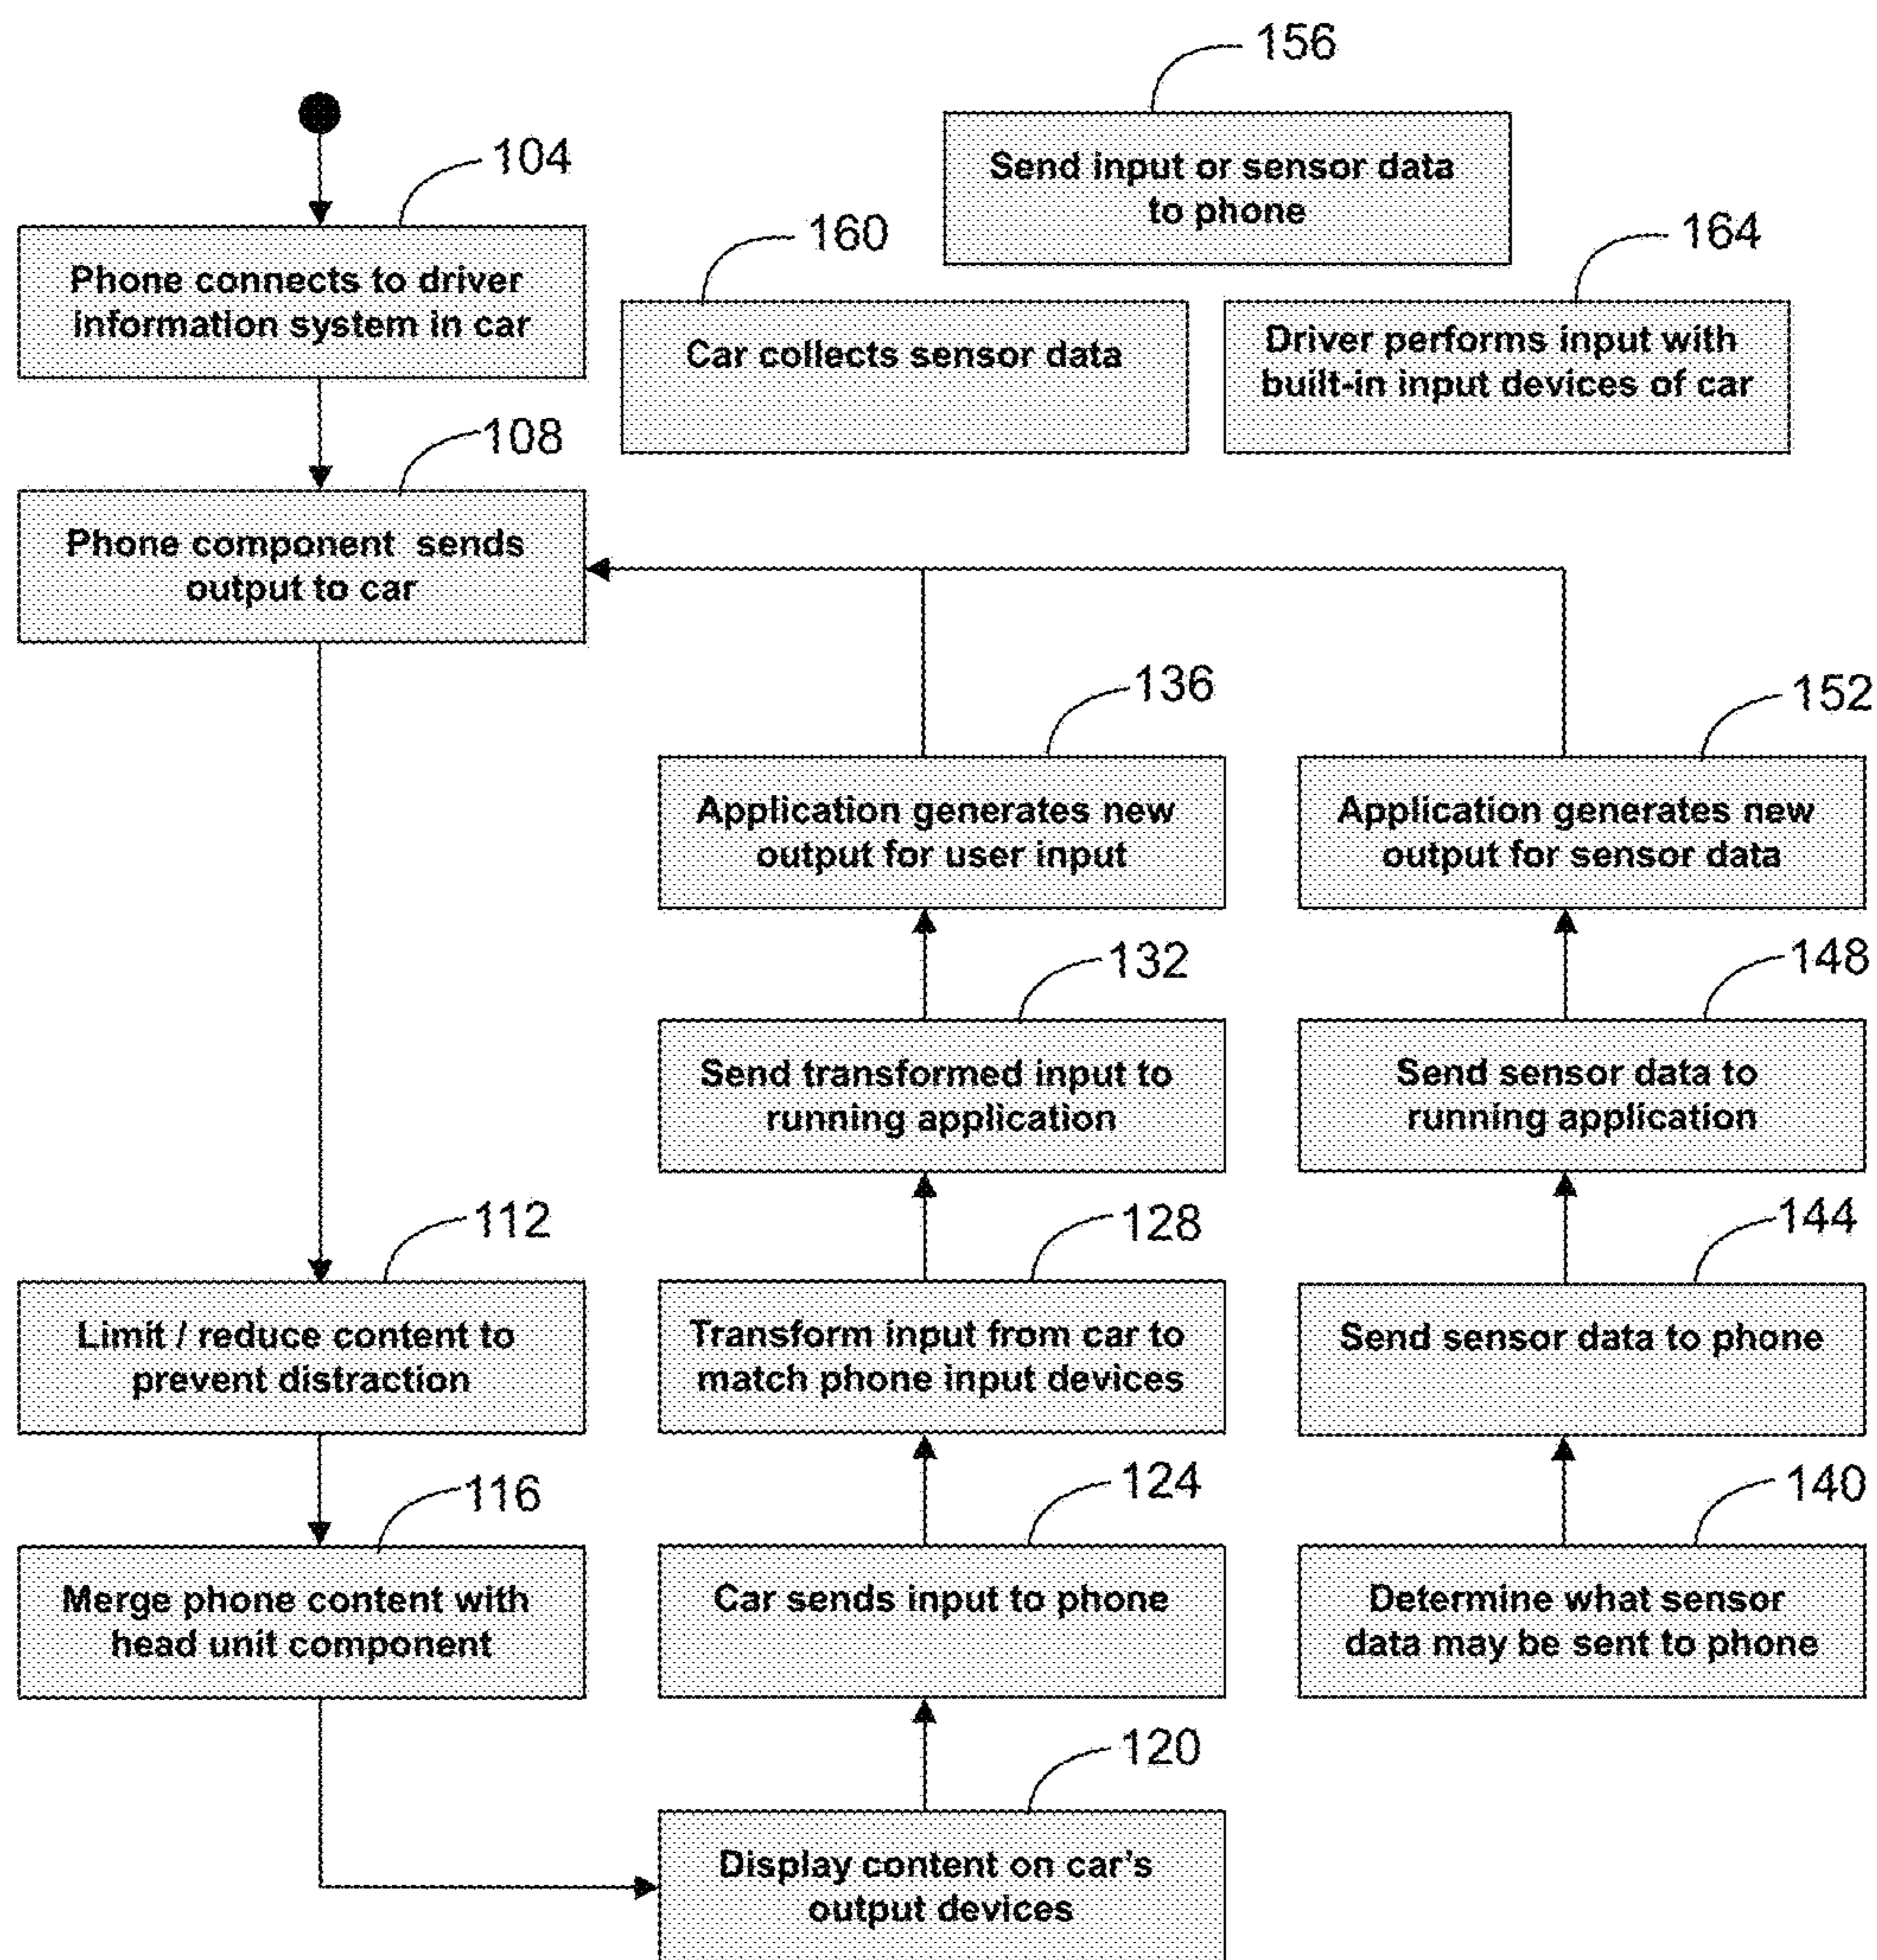 156
104
Send input or sensor data
to phone
160
164
Phone connects to driver
information system in car
Car collects sensor data
Driver performs input with
built-in input devices of car
108
Phone component sends
output to car
136
152
Application generates new
output for user input
Application generates new
output for sensor data
132
148
Send transformed input to
running application
Send sensor data to
running application
112
128
144
Limit / reduce content to
prevent distraction
Transform input from car to
match phone input devices
Send sensor data to phone
116
124
140
Merge phone content with
head unit component
Car sends input to phone
Determine what sensor
data may be sent to phone
120
Display content on car's
output devices